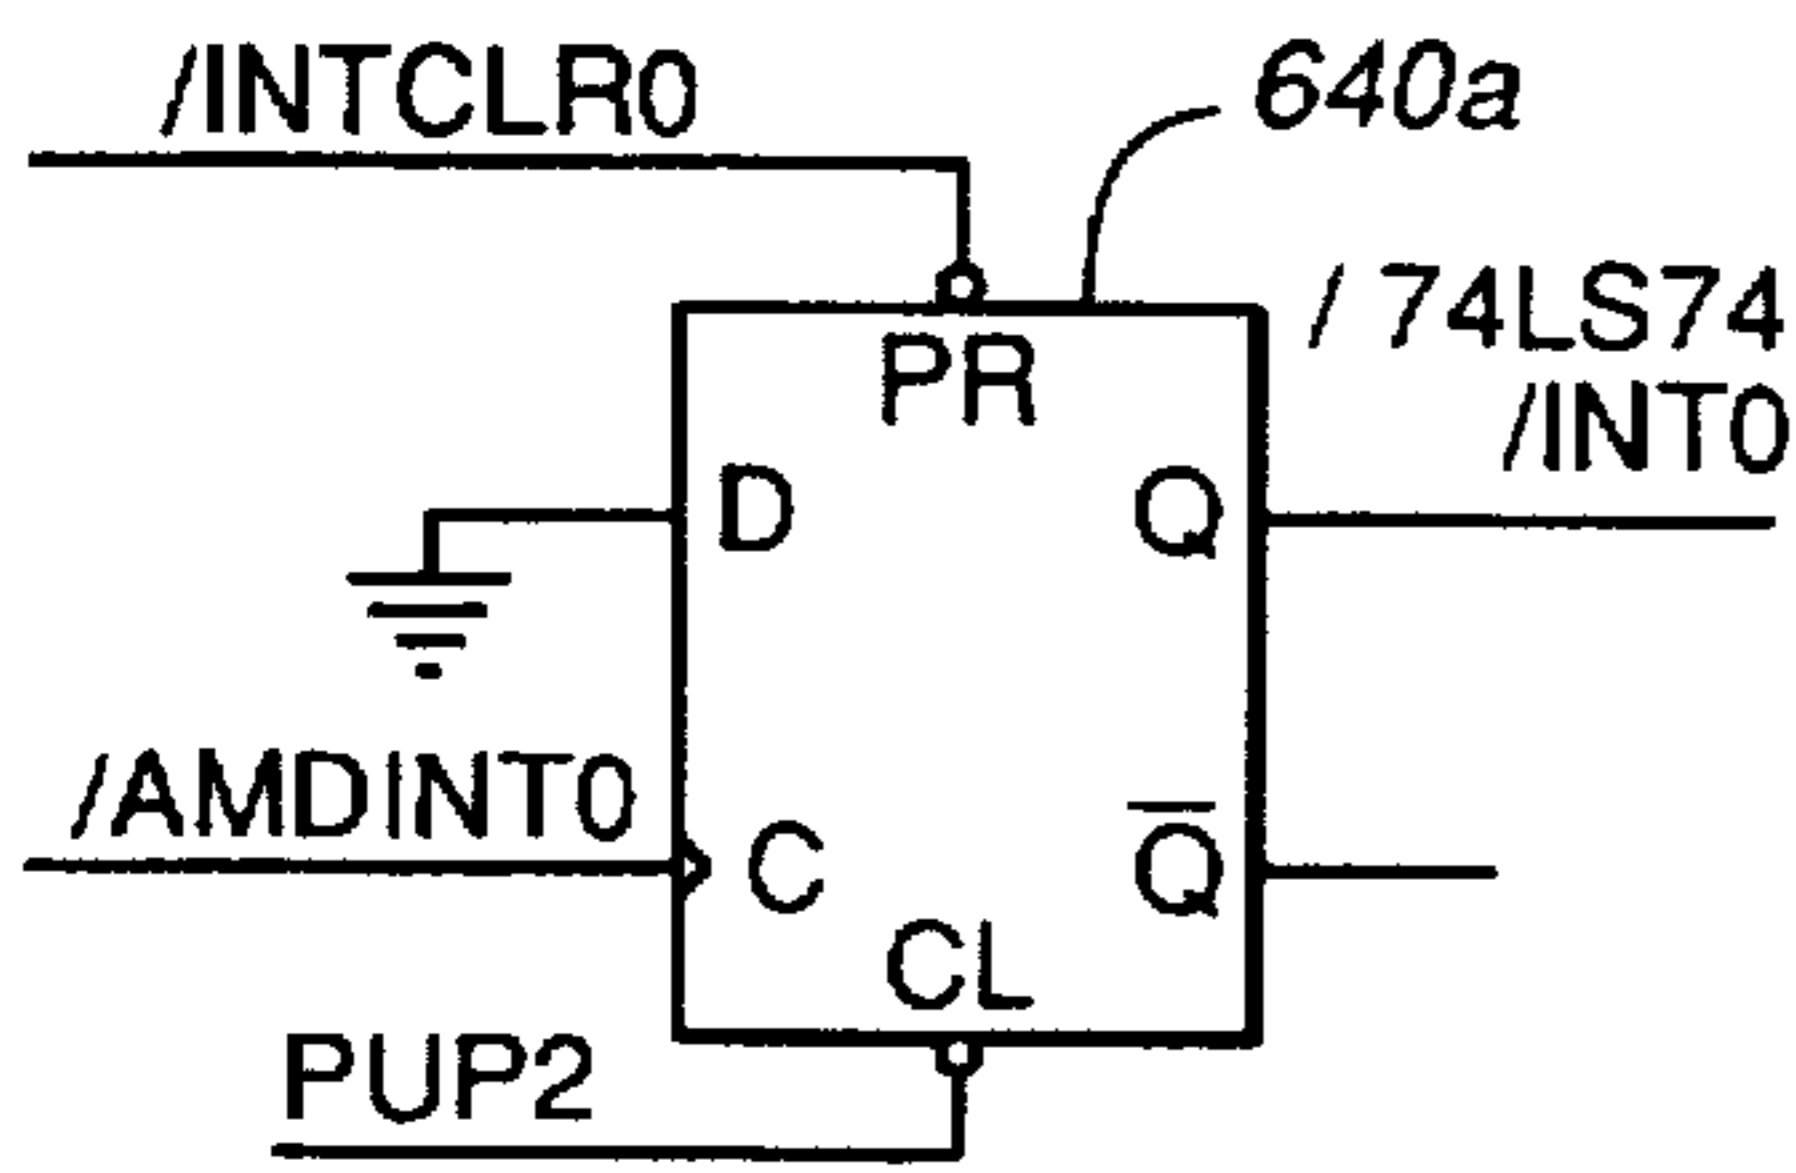 /INTCLR0
640a
/ 74LS74
/INT0
PR
D
Q
/AMDINT0
C
Q̅
CL
PUP2